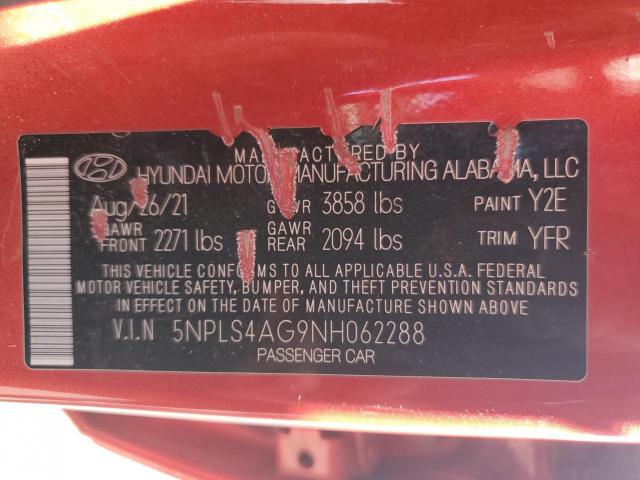 MANUFACTURED BY
HYUNDAI MOTOR MANUFACTURING ALABAMA, LLC
Aug/26/21 GVWR 3858 lbs PAINT Y2E
GAWR FRONT 2271 lbs GAWR REAR 2094 lbs TRIM YFR
THIS VEHICLE CONFORMS TO ALL APPLICABLE U.S.A. FEDERAL
MOTOR VEHICLE SAFETY, BUMPER, AND THEFT PREVENTION STANDARDS
IN EFFECT ON THE DATE OF MANUFACTURE SHOWN ABOVE
V.I.N 5NPLS4AG9NH062288
PASSENGER CAR